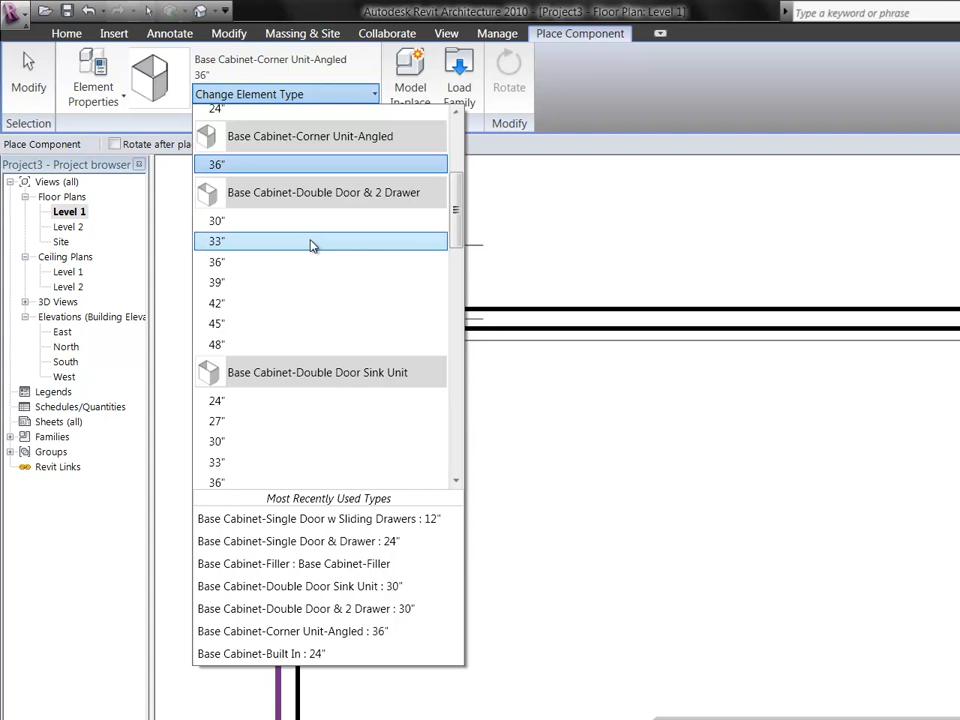 Autodesk Revit Architecture 2010 - [Project3 - Floor Plan: Level 1]
Type a keyword or phrase
Home Insert Annotate Modify Massing & Site Collaborate View Manage Place Component
Modify
Element
Properties
Base Cabinet-Corner Unit-Angled
36"
Change Element Type
Model
In-place
Load
Family
Rotate
Selection
Modify
Place Component
Rotate after pla
Project3 - Project browser
Views (all)
Floor Plans
Level 1
Level 2
Site
Ceiling Plans
Level 1
Level 2
3D Views
Elevations (Building Eleva
East
North
South
West
Legends
Schedules/Quantities
Sheets (all)
Families
Groups
Revit Links
24"
Base Cabinet-Corner Unit-Angled
36"
Base Cabinet-Double Door & 2 Drawer
30"
33"
36"
39"
42"
45"
48"
Base Cabinet-Double Door Sink Unit
24"
27"
30"
33"
36"
Most Recently Used Types
Base Cabinet-Single Door w Sliding Drawers : 12"
Base Cabinet-Single Door & Drawer : 24"
Base Cabinet-Filler : Base Cabinet-Filler
Base Cabinet-Double Door Sink Unit : 30"
Base Cabinet-Double Door & 2 Drawer : 30"
Base Cabinet-Corner Unit-Angled : 36"
Base Cabinet-Built In : 24"